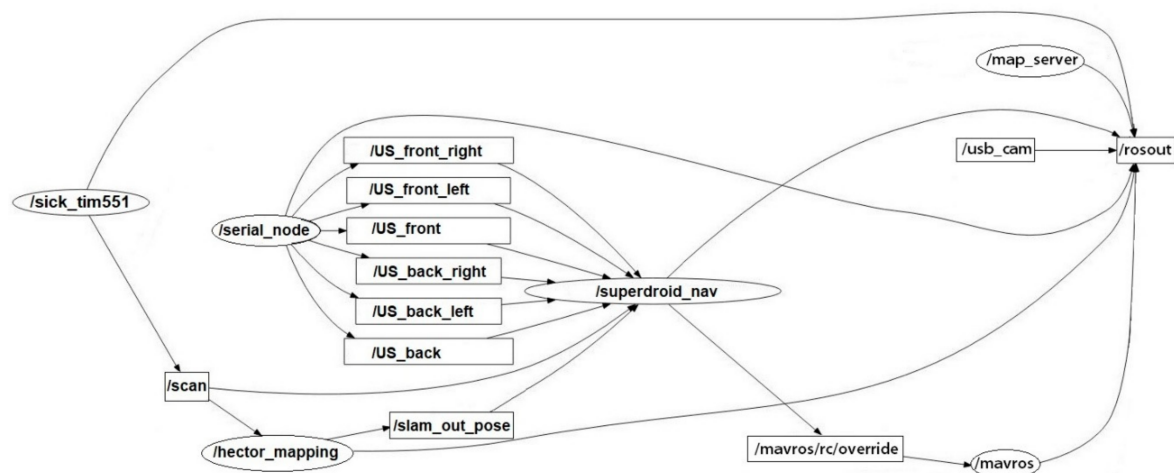 /map_server
/US_front_right
/usb_cam
/rosout
/US_front_left
/sick_tim551
/serial_node
/US_front
/US_back_right
/superdroid_nav
/US_back_left
/US_back
/scan
/slam_out_pose
/hector_mapping
/mavros/rc/override
/mavros